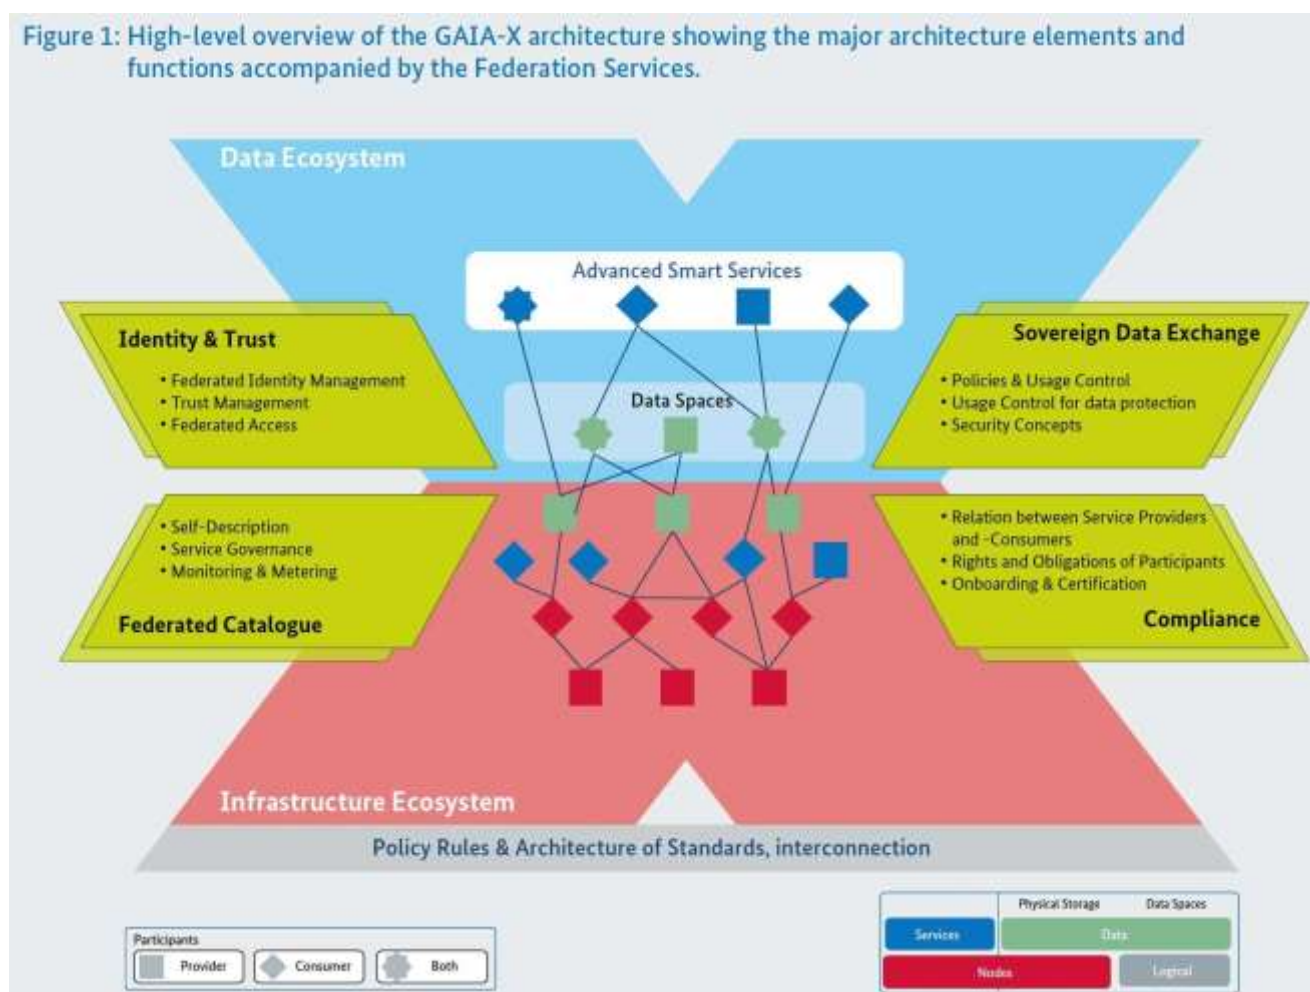 Figure 1: High-level overview of the GAIA-X architecture showing the major architecture elements and
functions accompanied by the Federation Services.
Data Ecosystem
Advanced Smart Services
Identity & Trust
• Federated Identity Management
• Trust Management
• Federated Access
Sovereign Data Exchange
• Policies & Usage Control
• Usage Control for data protection
• Security Concepts
Data Spaces
• Self-Description
• Service Governance
• Monitoring & Metering
Federated Catalogue
• Relation between Service Providers
and -Consumers
• Rights and Obligations of Participants
• Onboarding & Certification
Compliance
Infrastructure Ecosystem
Policy Rules & Architecture of Standards, interconnection
Participants
Provider
Consumer
Both
Physical Storage
Data Spaces
Services
Data
Nodes
Logical